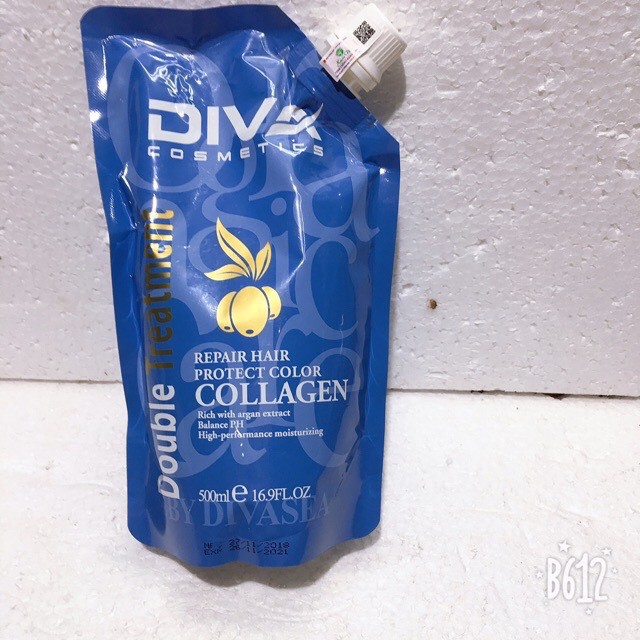 DIVA
COSMETICS
Double Treatment
REPAIR HAIR
PROTECT COLOR
COLLAGEN
Rich with argan extract
Balance PH
High-performance moisturizing
500ml e 16.9FL.OZ
BY DIVASEA
B612